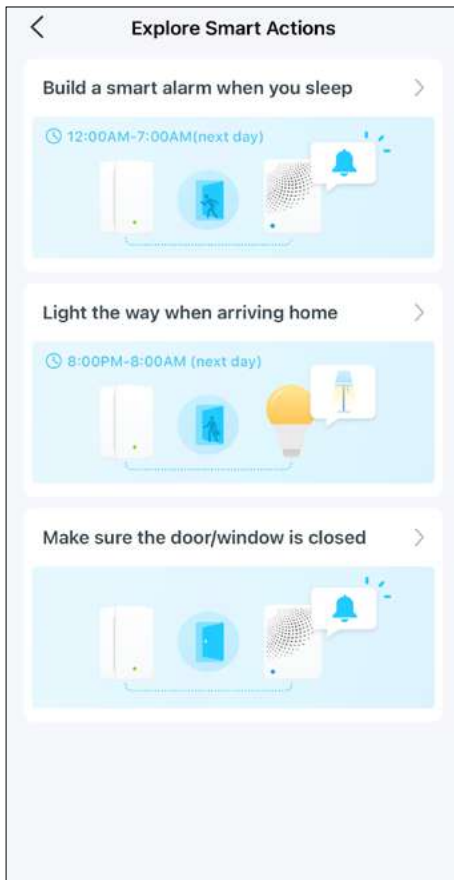 Explore Smart Actions
Build a smart alarm when you sleep
12:00AM-7:00AM(next day)
Light the way when arriving home
8:00PM-8:00AM (next day)
Make sure the door/window is closed